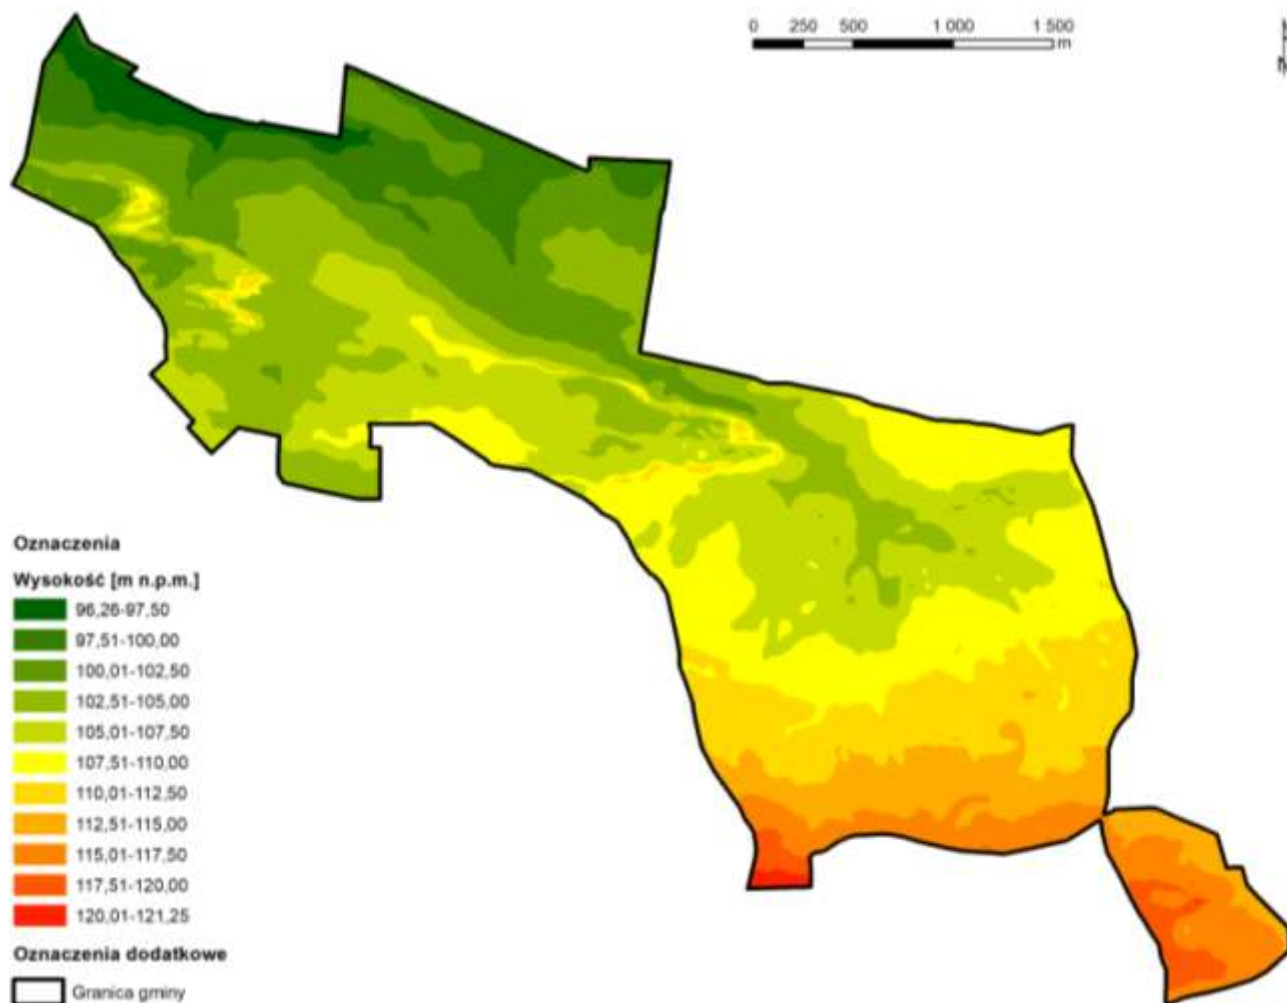 0 250 500 1 000 1 500
m
Oznaczenia
Wysokość [m n.p.m.]
96,26-97,50
97,51-100,00
100,01-102,50
102,51-105,00
105,01-107,50
107,51-110,00
110,01-112,50
112,51-115,00
115,01-117,50
117,51-120,00
120,01-121,25
Oznaczenia dodatkowe
Granica gminy